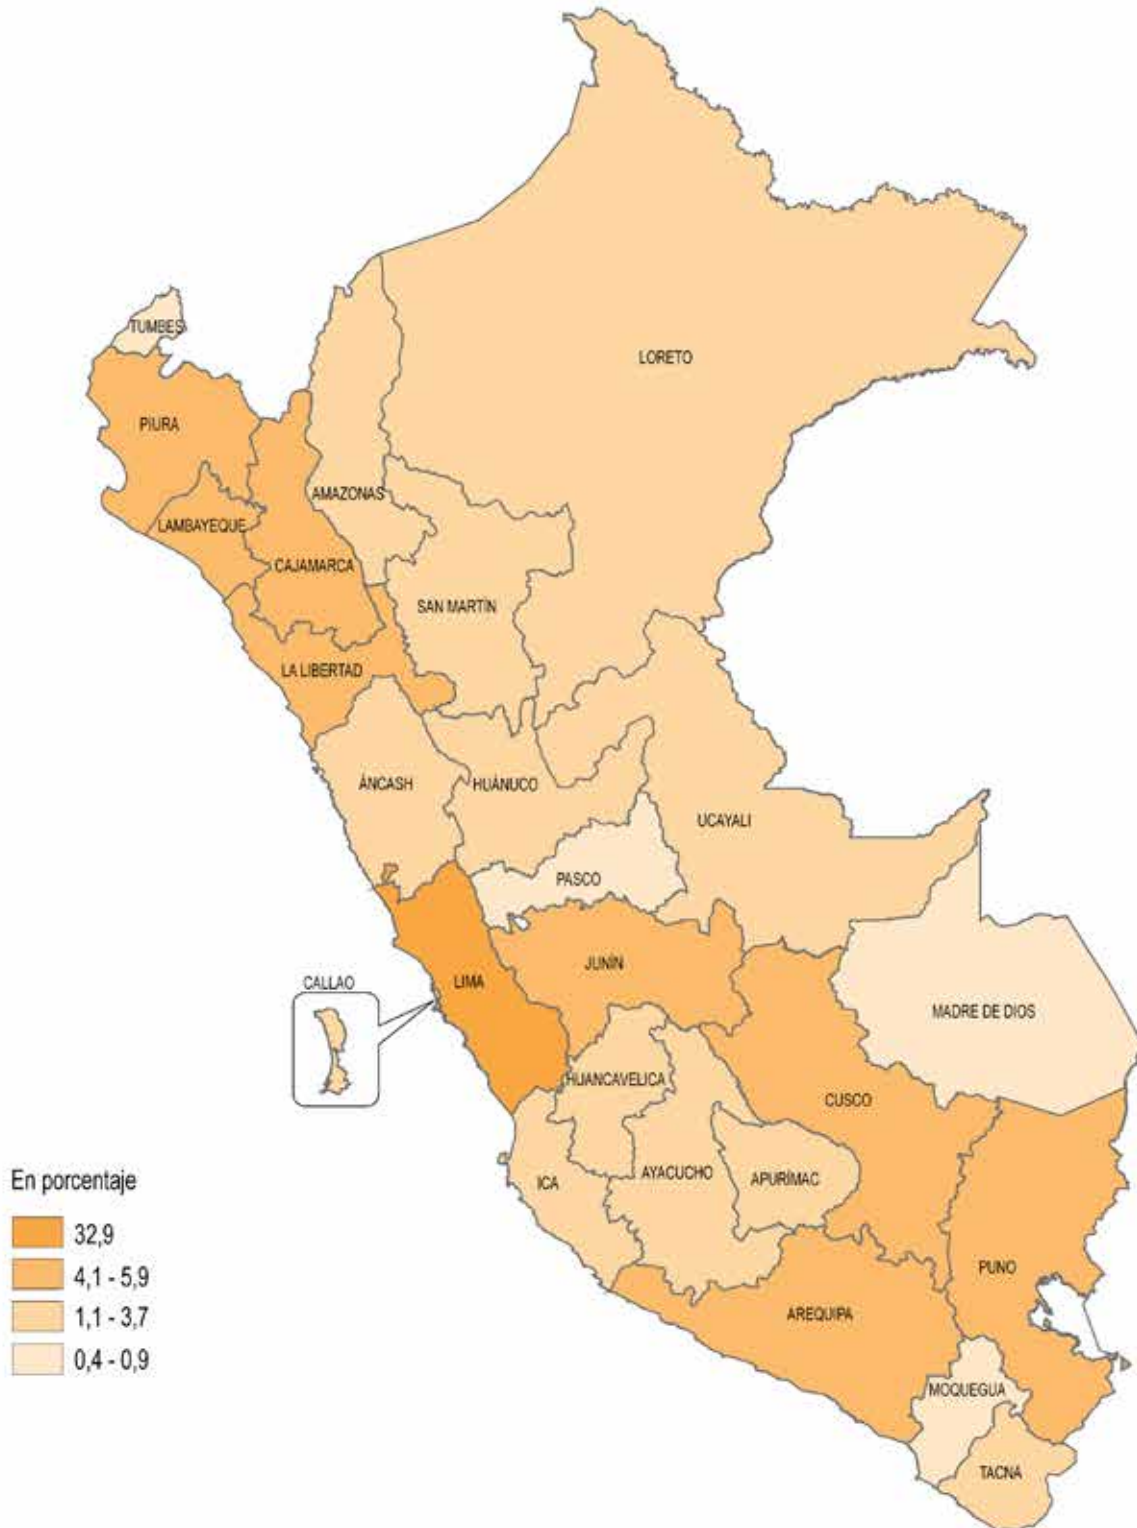 TUMBES
LORETO
PIURA
AMAZONAS
LAMBAYEQUE
CAJAMARCA
SAN MARTÍN
LA LIBERTAD
ÁNCASH
HUÁNUCO
UCAYALI
PASCO
JUNÍN
LIMA
CALLAO
MADRE DE DIOS
HUANCAVELICA
CUSCO
AYACUCHO
APURÍMAC
ICA
PUNO
AREQUIPA
MOQUEGUA
TACNA
En porcentaje
32,9
4,1 - 5,9
1,1 - 3,7
0,4 - 0,9